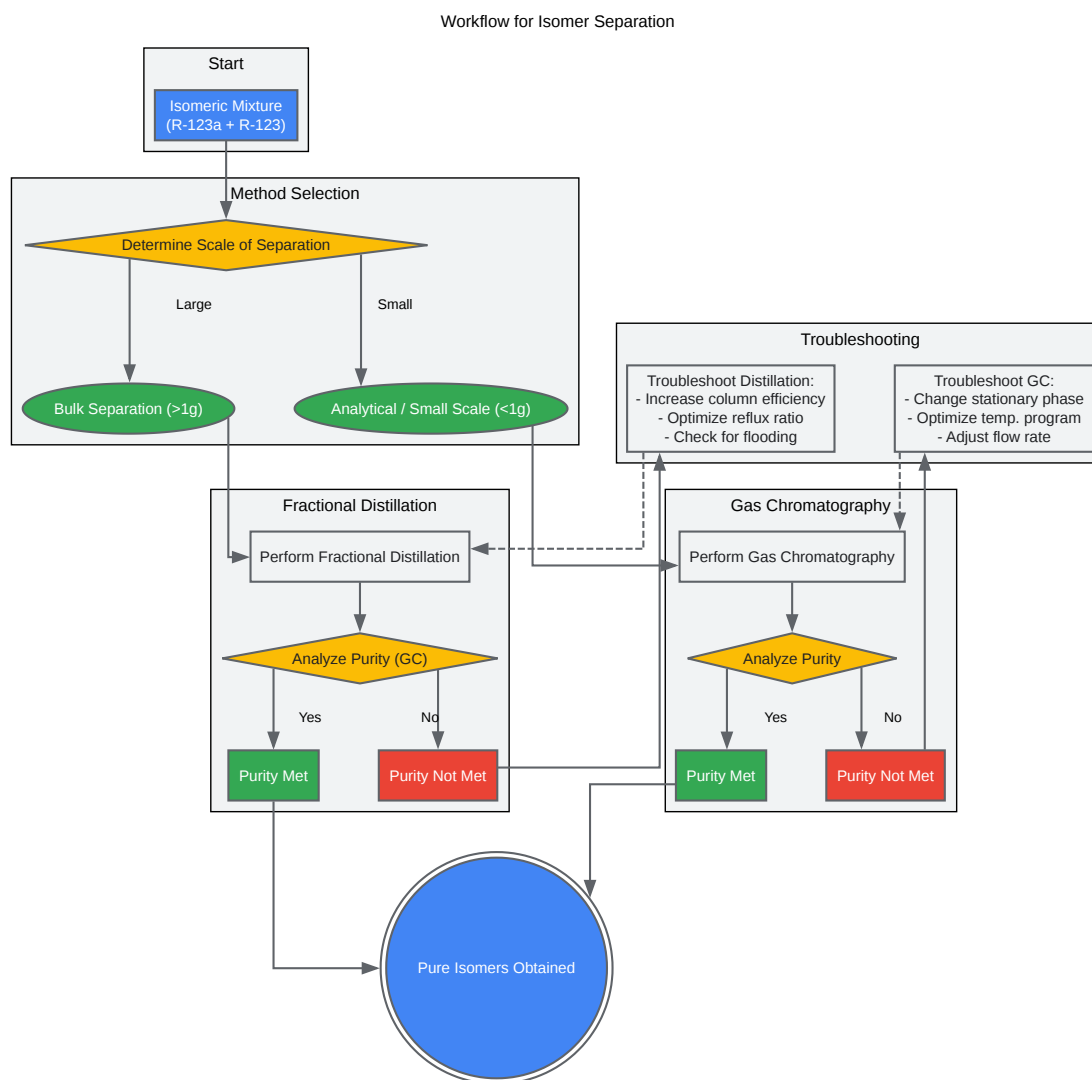 Workflow for Isomer Separation
Start
Isomeric Mixture
(R-123a + R-123)
Method Selection
Determine Scale of Separation
Large
Small
Bulk Separation (>1g)
Analytical / Small Scale (<1g)
Troubleshooting
Troubleshoot Distillation:
- Increase column efficiency
- Optimize reflux ratio
- Check for flooding
Troubleshoot GC:
- Change stationary phase
- Optimize temp. program
- Adjust flow rate
Fractional Distillation
Perform Fractional Distillation
Analyze Purity (GC)
Yes
No
Purity Met
Purity Not Met
Gas Chromatography
Perform Gas Chromatography
Analyze Purity
Yes
No
Purity Met
Purity Not Met
Pure Isomers Obtained